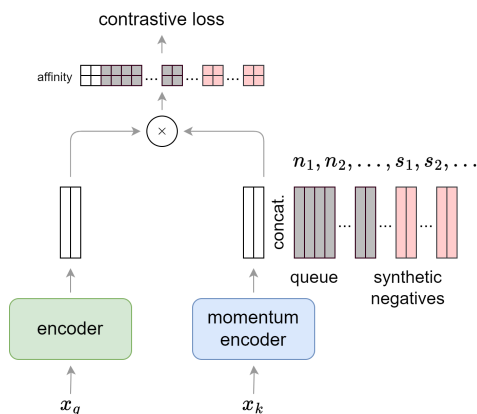 contrastive loss
affinity
... ... ...
×
n₁, n₂, ..., s₁, s₂, ...
concat.
... ... ...
queue
synthetic
negatives
encoder
momentum
encoder
x_q
x_k